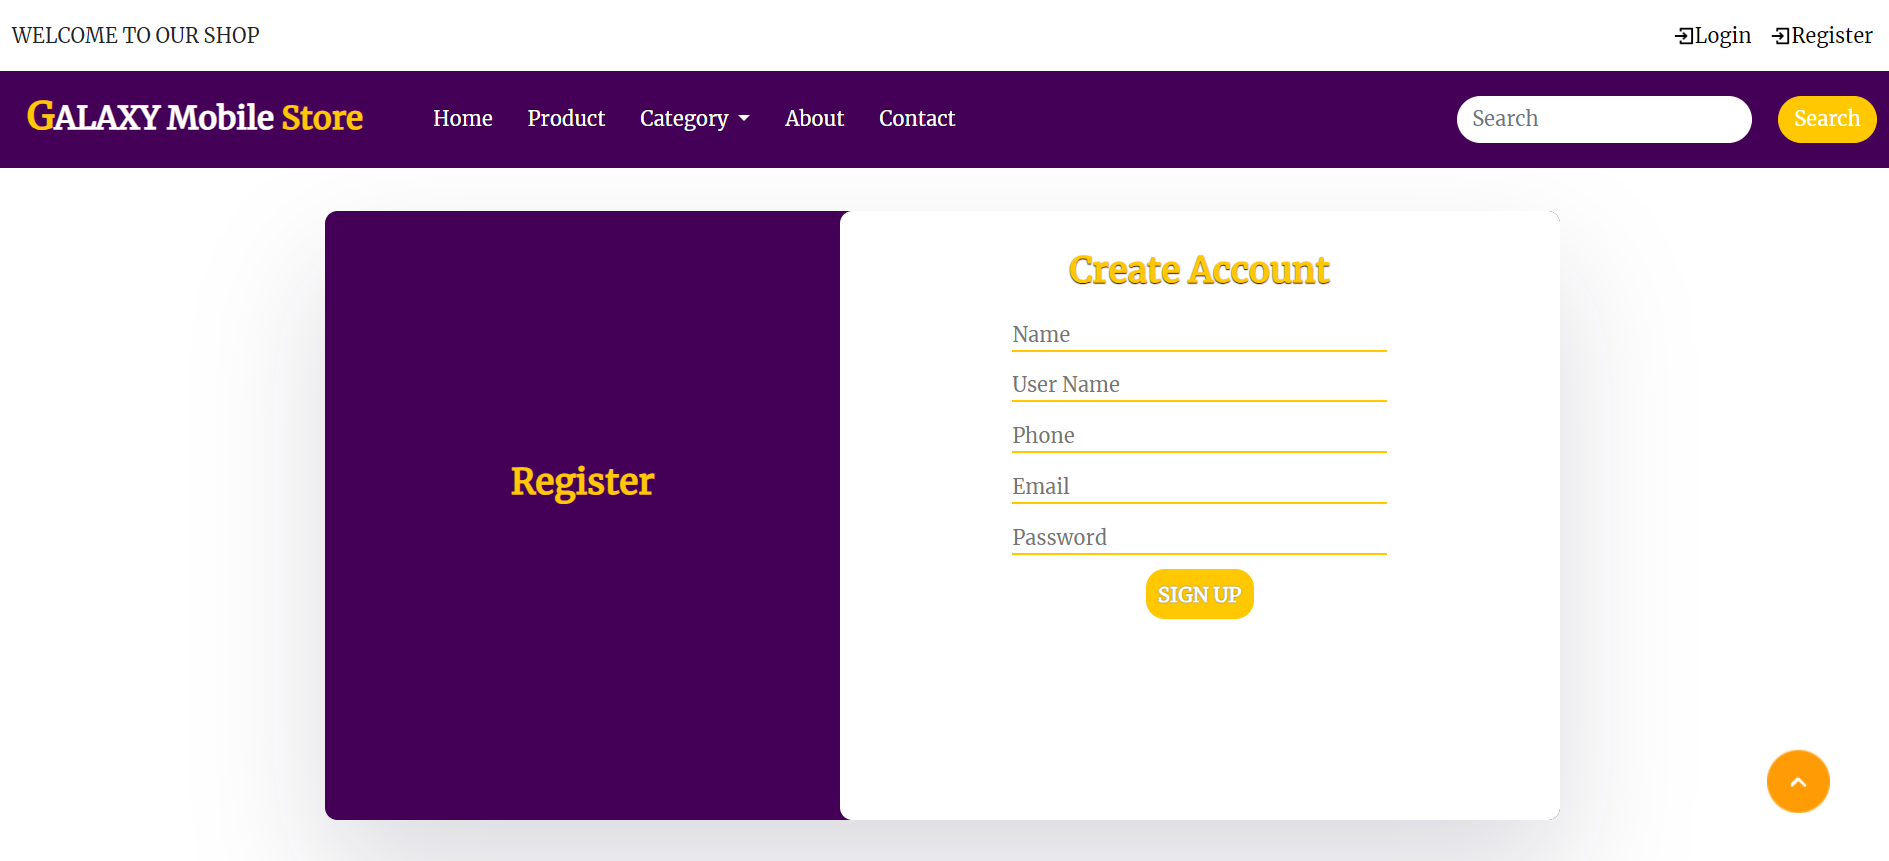 WELCOME TO OUR SHOP
Login Register
GALAXY Mobile Store
Home Product Category About Contact
Search Search
Register
Create Account
Name
User Name
Phone
Email
Password
SIGN UP